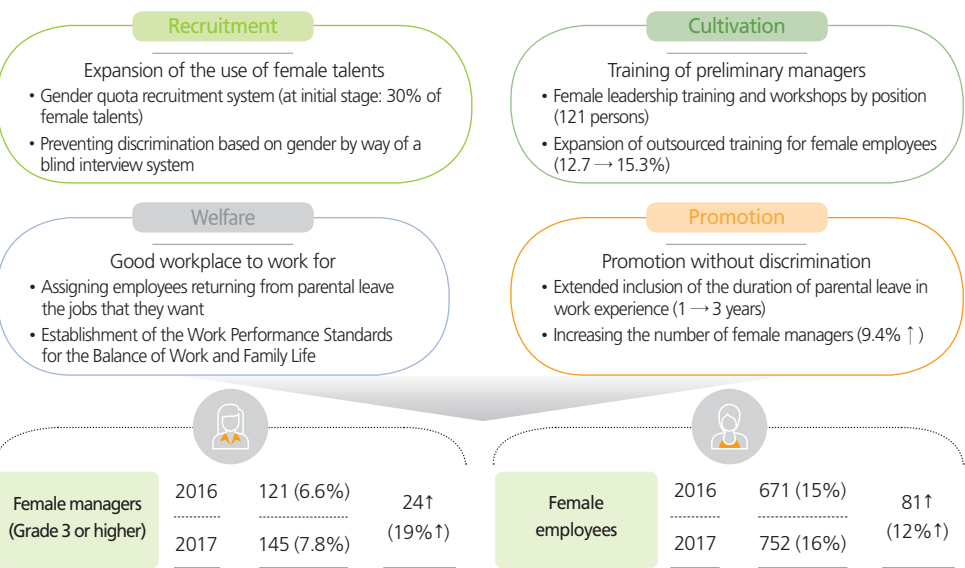 Recruitment
Expansion of the use of female talents
• Gender quota recruitment system (at initial stage: 30% of
female talents)
• Preventing discrimination based on gender by way of a
blind interview system
Cultivation
Training of preliminary managers
• Female leadership training and workshops by position
(121 persons)
• Expansion of outsourced training for female employees
(12.7 → 15.3%)
Welfare
Good workplace to work for
• Assigning employees returning from parental leave
the jobs that they want
• Establishment of the Work Performance Standards
for the Balance of Work and Family Life
Promotion
Promotion without discrimination
• Extended inclusion of the duration of parental leave in
work experience (1 → 3 years)
• Increasing the number of female managers (9.4% ↑)
Female managers
(Grade 3 or higher)
2016 121 (6.6%)
2017 145 (7.8%)
24↑
(19%↑)
Female
employees
2016 671 (15%)
2017 752 (16%)
81↑
(12%↑)